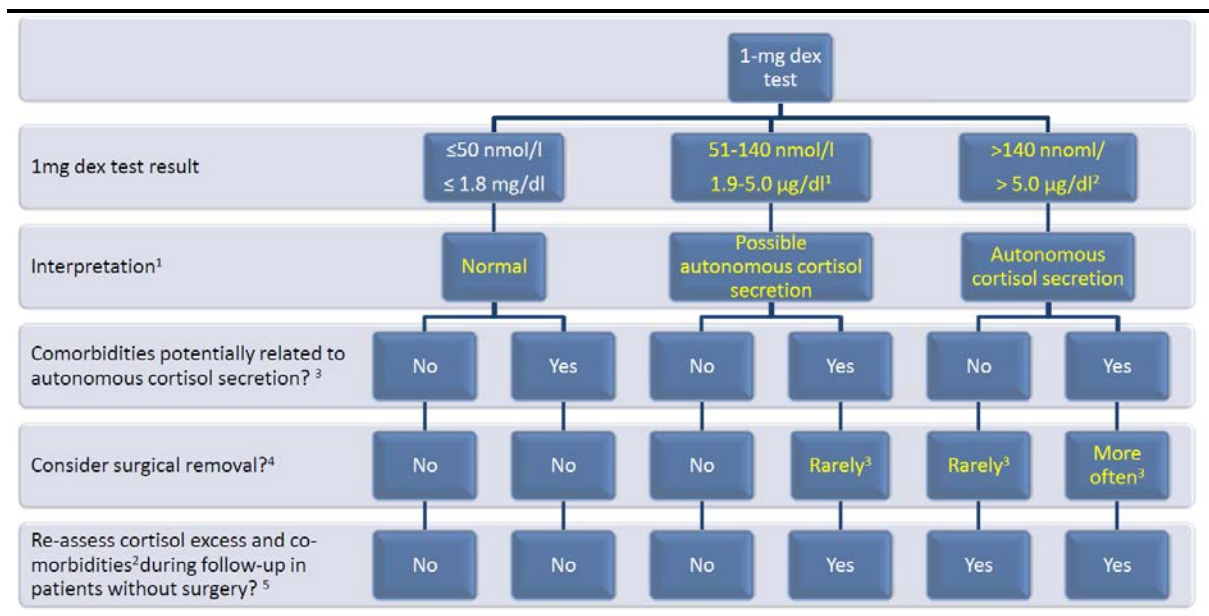 1-mg dex
test
1mg dex test result
≤50 nmol/l
≤ 1.8 mg/dl
51-140 nmol/l
1.9-5.0 µg/dl¹
>140 nnoml/
> 5.0 µg/dl²
Interpretation¹
Normal
Possible
autonomous cortisol
secretion
Autonomous
cortisol secretion
Comorbidities potentially related to
autonomous cortisol secretion? ³
No
Yes
No
Yes
No
Yes
Consider surgical removal?⁴
No
No
No
Rarely³
Rarely³
More
often³
Re-assess cortisol excess and co-
morbidities²during follow-up in
patients without surgery? ⁵
No
No
No
Yes
Yes
Yes